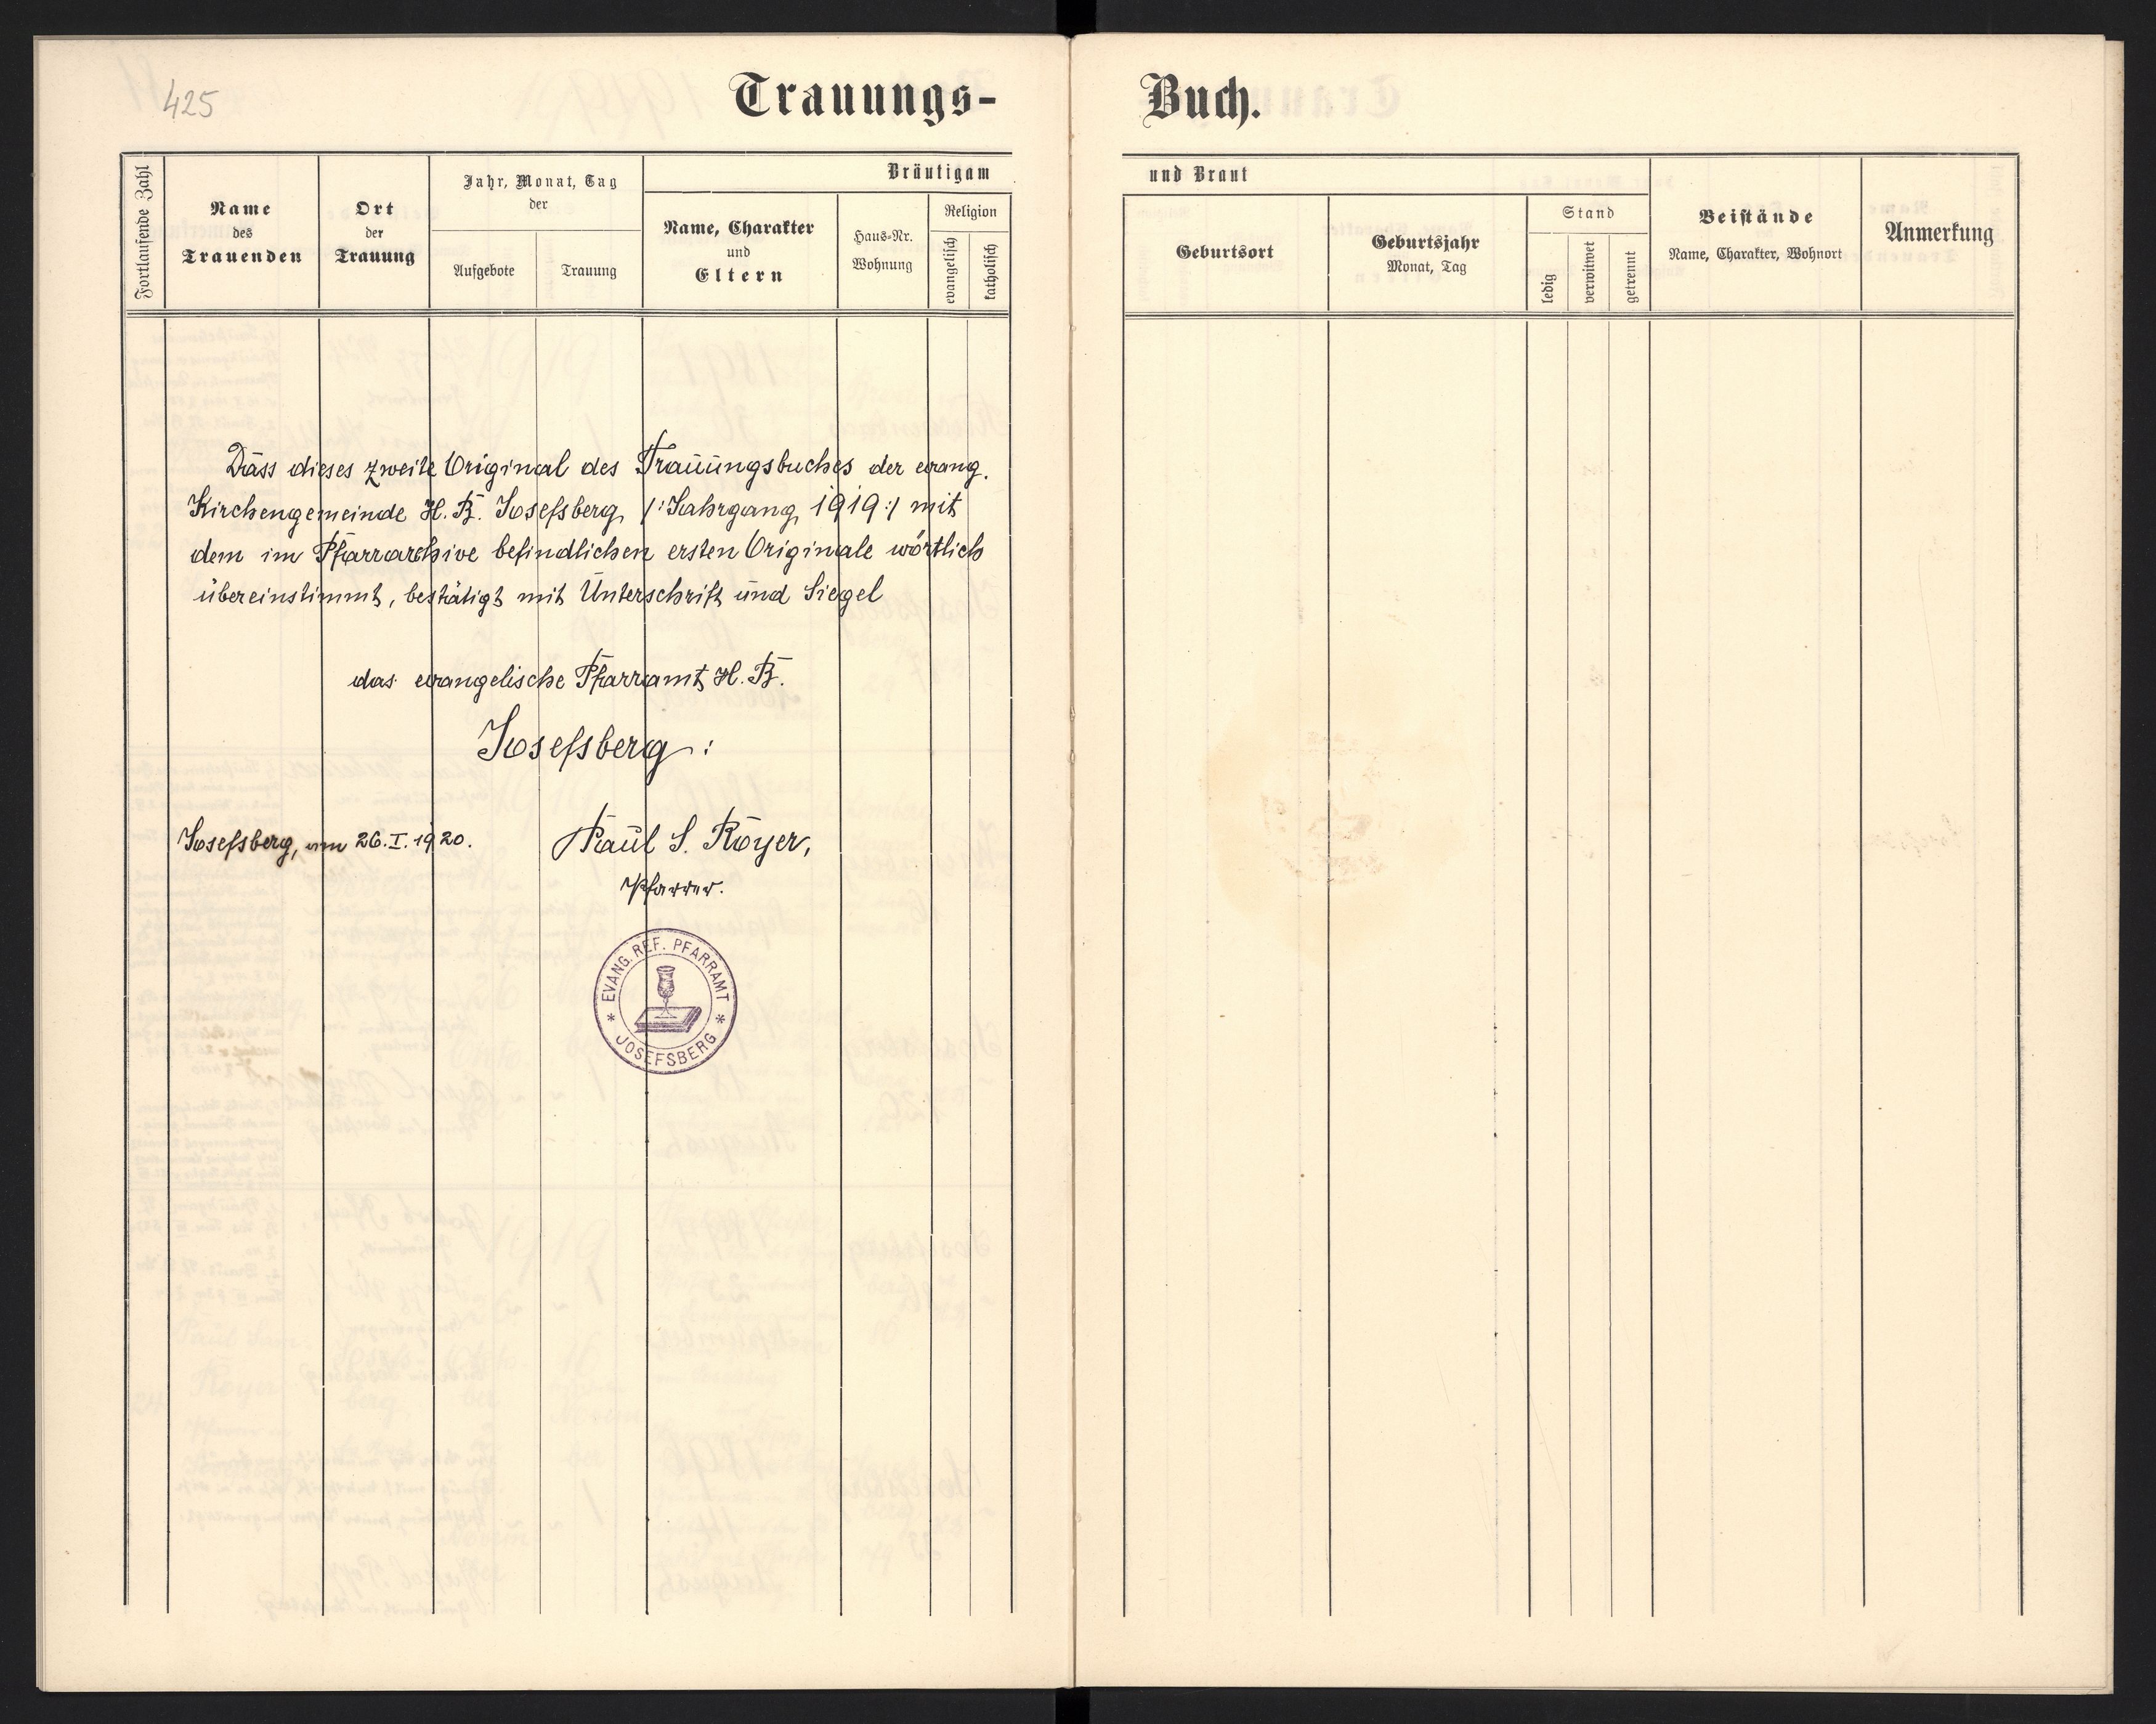 425
Trauungs-
Buch.
Fortlaufende Zahl
Name
des
Trauenden
Ort
der
Trauung
Jahr, Monat, Tag
der
Aufgebote
Trauung
Bräutigam
Name, Charakter
und
Eltern
Haus-Nr.
Wohnung
Religion
evangelisch
katholisch
und Braut
Geburtsort
Geburtsjahr
Monat, Tag
Stand
ledig
verwitwet
getrennt
Beistände
Name, Charakter, Wohnort
Anmerkung
Dass dieses zweite Original des Trauungsbuches der evang.
Kirchengemeinde H. B. Josefsberg /: Jahrgang 1919 :/ mit
dem im Pfarrarchive befindlichen ersten Originale wörtlich
übereinstimmt, bestätigt mit Unterschrift und Siegel
das evangelische Pfarramt H. B.
Josefsberg :
Josefsberg, am 26. I. 1920.
Paul S. Royer,
Pfarrer.
* EVANG. REF. PFARRAMT *
JOSEFSBERG